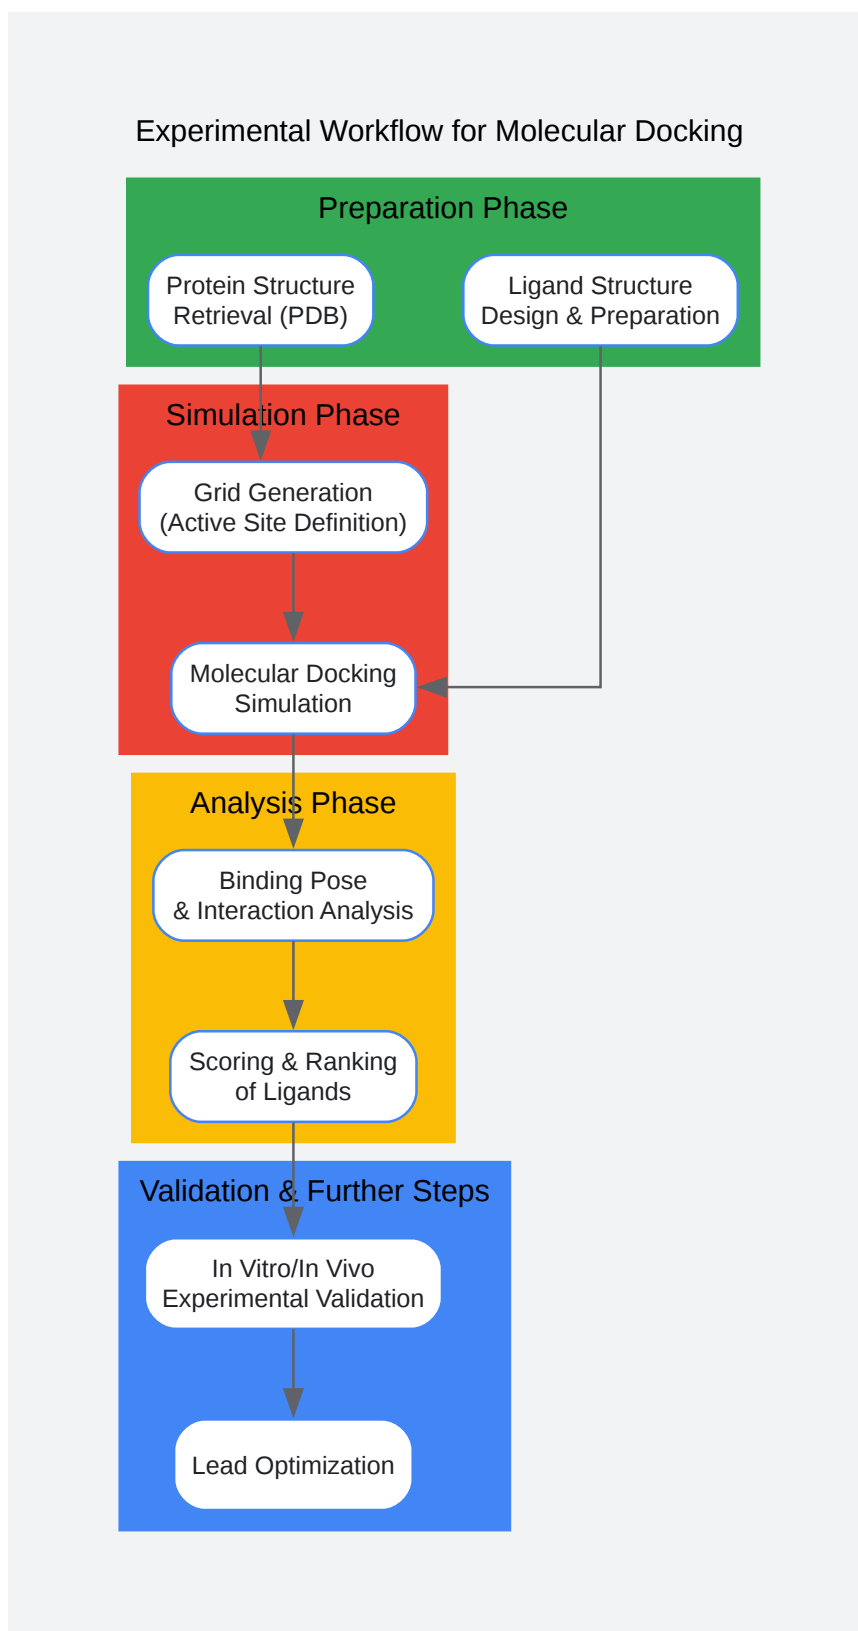 Experimental Workflow for Molecular Docking
Preparation Phase
Protein Structure
Retrieval (PDB)
Ligand Structure
Design & Preparation
Simulation Phase
Grid Generation
(Active Site Definition)
Molecular Docking
Simulation
Analysis Phase
Binding Pose
& Interaction Analysis
Scoring & Ranking
of Ligands
Validation & Further Steps
In Vitro/In Vivo
Experimental Validation
Lead Optimization